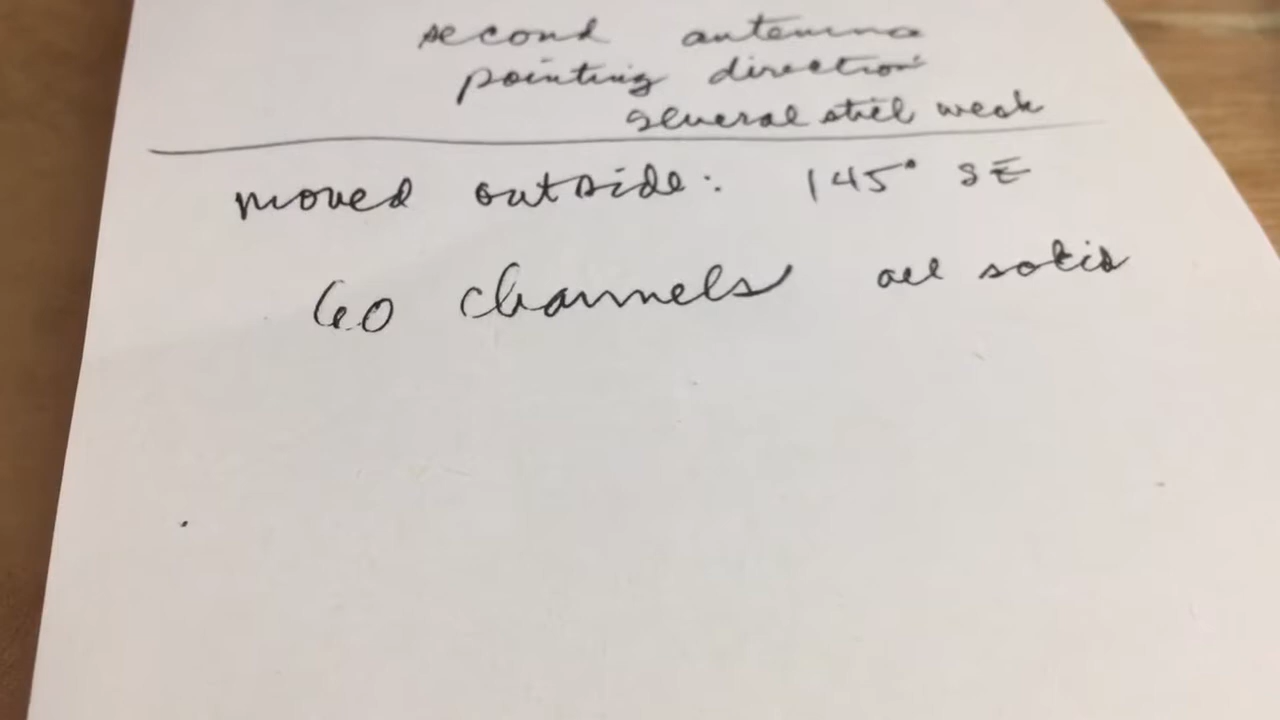 second antenna
pointing direction
several still weak
moved outside: 145° SE
60 channels all solid